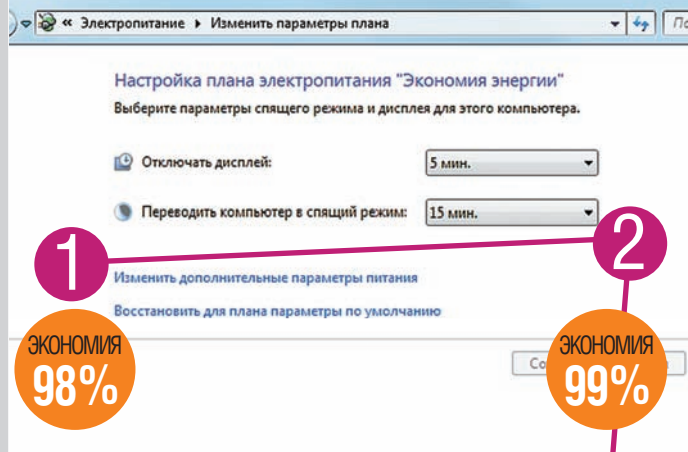 « Электропитание ▸ Изменить параметры плана
Настройка плана электропитания "Экономия энергии"
Выберите параметры спящего режима и дисплея для этого компьютера.
Отключать дисплей: 5 мин.
Переводить компьютер в спящий режим: 15 мин.
1
2
Изменить дополнительные параметры питания
Восстановить для плана параметры по умолчанию
ЭКОНОМИЯ
98%
ЭКОНОМИЯ
99%